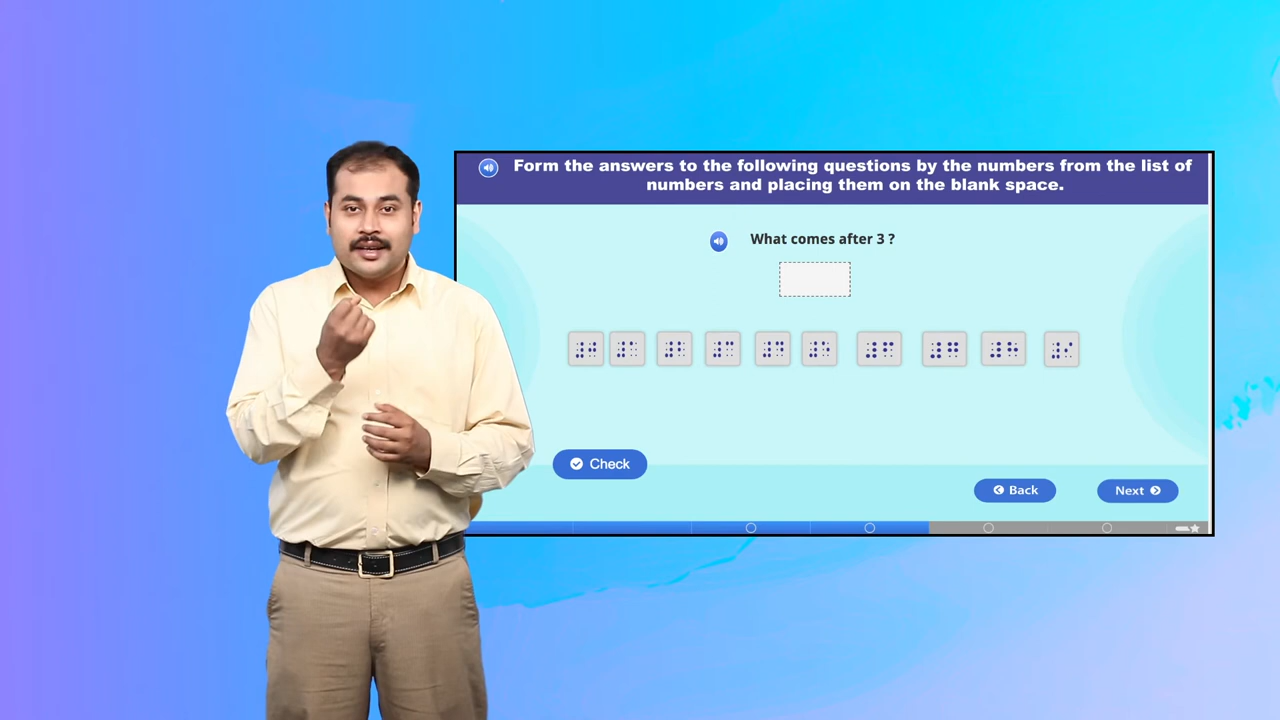 Form the answers to the following questions by the numbers from the list of
numbers and placing them on the blank space.
What comes after 3 ?
Check
Back
Next